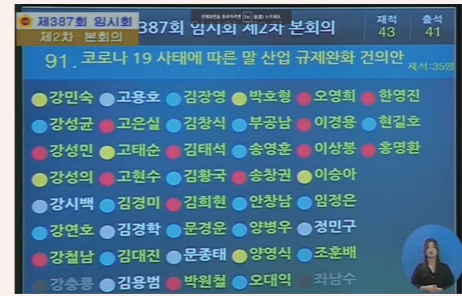 제387회 임시회
제2차 본회의
387회 임시회 제2차 본회의
재적 43
출석 41
91. 코로나 19 사태에 따른 말 산업 규제완화 건의안
재석:35명
강민숙 고용호 김장영 박호형 오영희 한영진
강성균 고은실 김창식 부공남 이경용 현길호
강성민 고태순 김태석 송영훈 이상봉 홍명환
강성의 고현수 김황국 송창권 이승아
강시백 김경미 김희현 안창남 임정은
강연호 김경학 문경운 양병우 정민구
강철남 김대진 문종태 양영식 조훈배
강충룡 김용범 박원철 오대익 좌남수